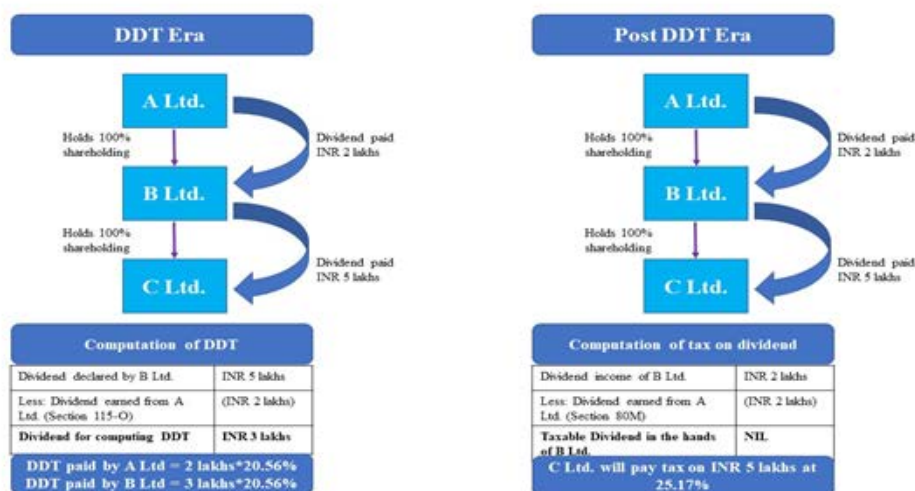 DDT Era
A Ltd.
Holds 100%
shareholding
Dividend paid
INR 2 lakhs
B Ltd.
Holds 100%
shareholding
Dividend paid
INR 5 lakhs
C Ltd.
Computation of DDT
Dividend declared by B Ltd. INR 5 lakhs
Less: Dividend earned from A (INR 2 lakhs)
Ltd. (Section 115-O)
Dividend for computing DDT INR 3 lakhs
DDT paid by A Ltd = 2 lakhs*20.56%
DDT paid by B Ltd = 3 lakhs*20.56%
Post DDT Era
A Ltd.
Holds 100%
shareholding
Dividend paid
INR 2 lakhs
B Ltd.
Holds 100%
shareholding
Dividend paid
INR 5 lakhs
C Ltd.
Computation of tax on dividend
Dividend income of B Ltd. INR 2 lakhs
Less: Dividend earned from A (INR 2 lakhs)
Ltd. (Section 80M)
Taxable Dividend in the hands NIL
of B Ltd.
C Ltd. will pay tax on INR 5 lakhs at
25.17%